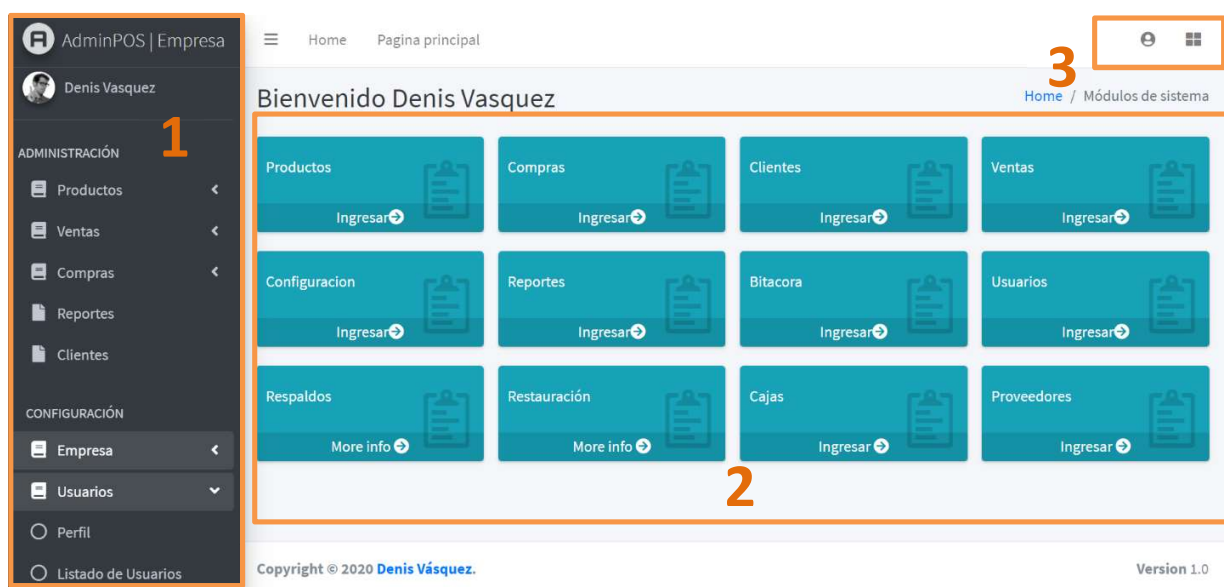 AdminPOS | Empresa
Denis Vasquez
1
ADMINISTRACIÓN
Productos
Ventas
Compras
Reportes
Clientes
CONFIGURACIÓN
Empresa
Usuarios
Perfil
Listado de Usuarios
Home Pagina principal
3
Bienvenido Denis Vasquez
Home / Módulos de sistema
Productos
Ingresar
Compras
Ingresar
Clientes
Ingresar
Ventas
Ingresar
Configuracion
Ingresar
Reportes
Ingresar
Bitacora
Ingresar
Usuarios
Ingresar
Respaldos
More info
Restauración
More info
Cajas
Ingresar
Proveedores
Ingresar
2
Copyright © 2020 Denis Vásquez.
Version 1.0